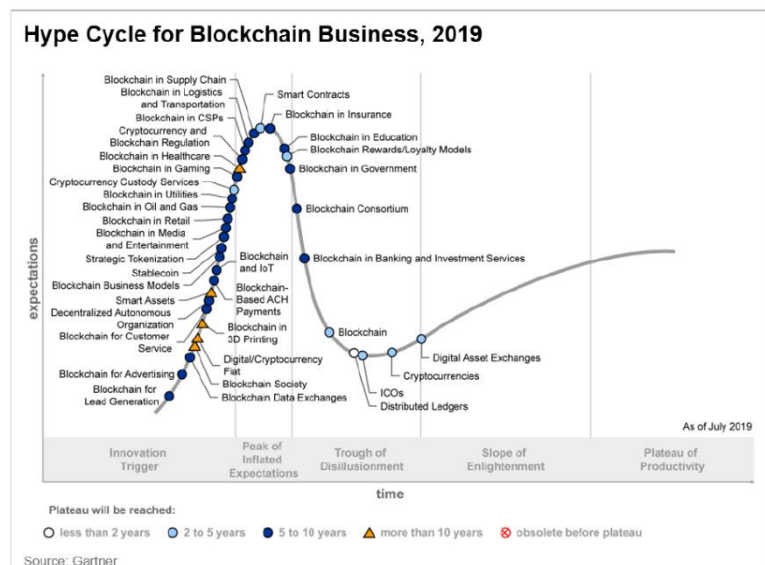 Hype Cycle for Blockchain Business, 2019
Blockchain in Supply Chain
Blockchain in Logistics
and Transportation
Blockchain in CSPs
Cryptocurrency and
Blockchain Regulation
Blockchain in Healthcare
Blockchain in Gaming
Cryptocurrency Custody Services
Blockchain in Utilities
Blockchain in Oil and Gas
Blockchain in Retail
Blockchain in Media
and Entertainment
Strategic Tokenization
Stablecoin
Blockchain Business Models
Smart Assets
Decentralized Autonomous
Organization
Blockchain for Customer
Service
Blockchain for Advertising
Blockchain for
Lead Generation
Smart Contracts
Blockchain in Insurance
Blockchain in Education
Blockchain Rewards/Loyalty Models
Blockchain in Government
Blockchain Consortium
Blockchain in Banking and Investment Services
Blockchain
and IoT
Blockchain-
Based ACH
Payments
Blockchain in
3D Printing
Digital/Cryptocurrency
Fiat
Blockchain Society
Blockchain Data Exchanges
Blockchain
Digital Asset Exchanges
Cryptocurrencies
ICOs
Distributed Ledgers
expectations
As of July 2019
Innovation
Trigger
Peak of
Inflated
Expectations
Trough of
Disillusionment
Slope of
Enlightenment
Plateau of
Productivity
time
Plateau will be reached:
less than 2 years 2 to 5 years 5 to 10 years more than 10 years obsolete before plateau
Source: Gartner